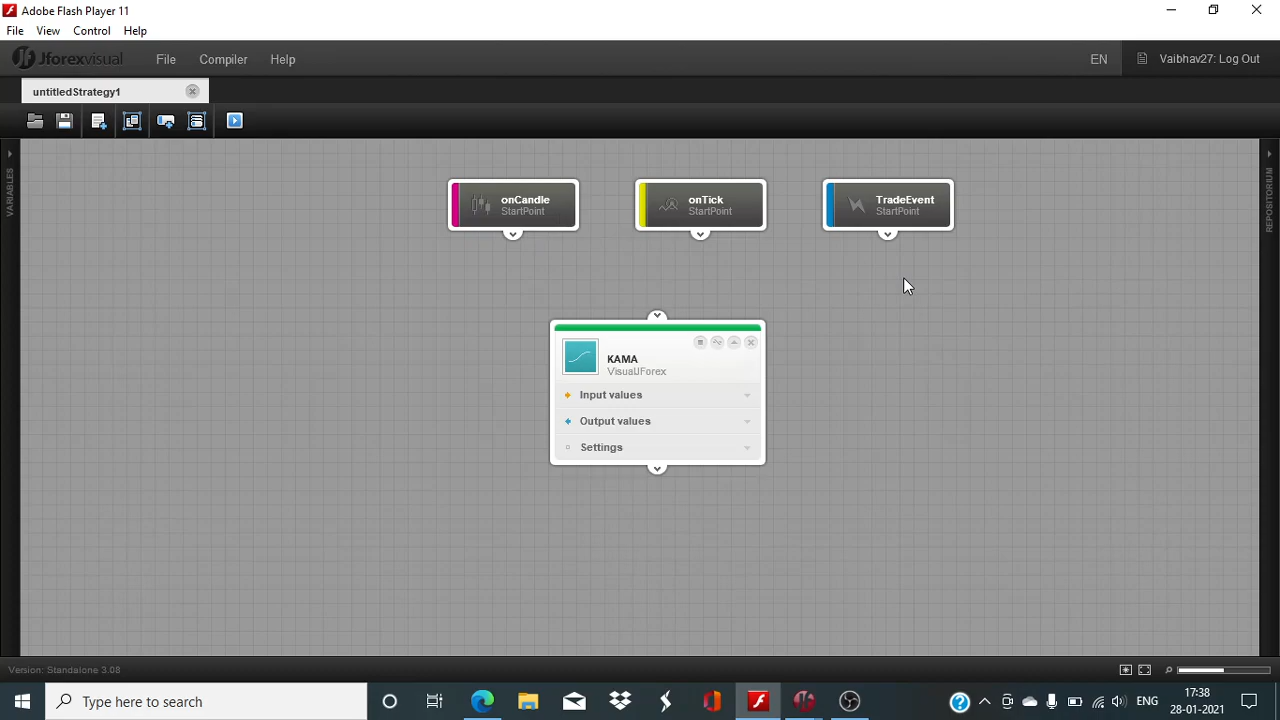 Adobe Flash Player 11
File View Control Help
Jforexvisual File Compiler Help EN Vaibhav27: Log Out
untitledStrategy1
VARIABLES
REPOSITORIUM
onCandle
StartPoint
onTick
StartPoint
TradeEvent
StartPoint
KAMA
VisualJForex
Input values
Output values
Settings
Version: Standalone 3.08
Type here to search
ENG
17:38
28-01-2021